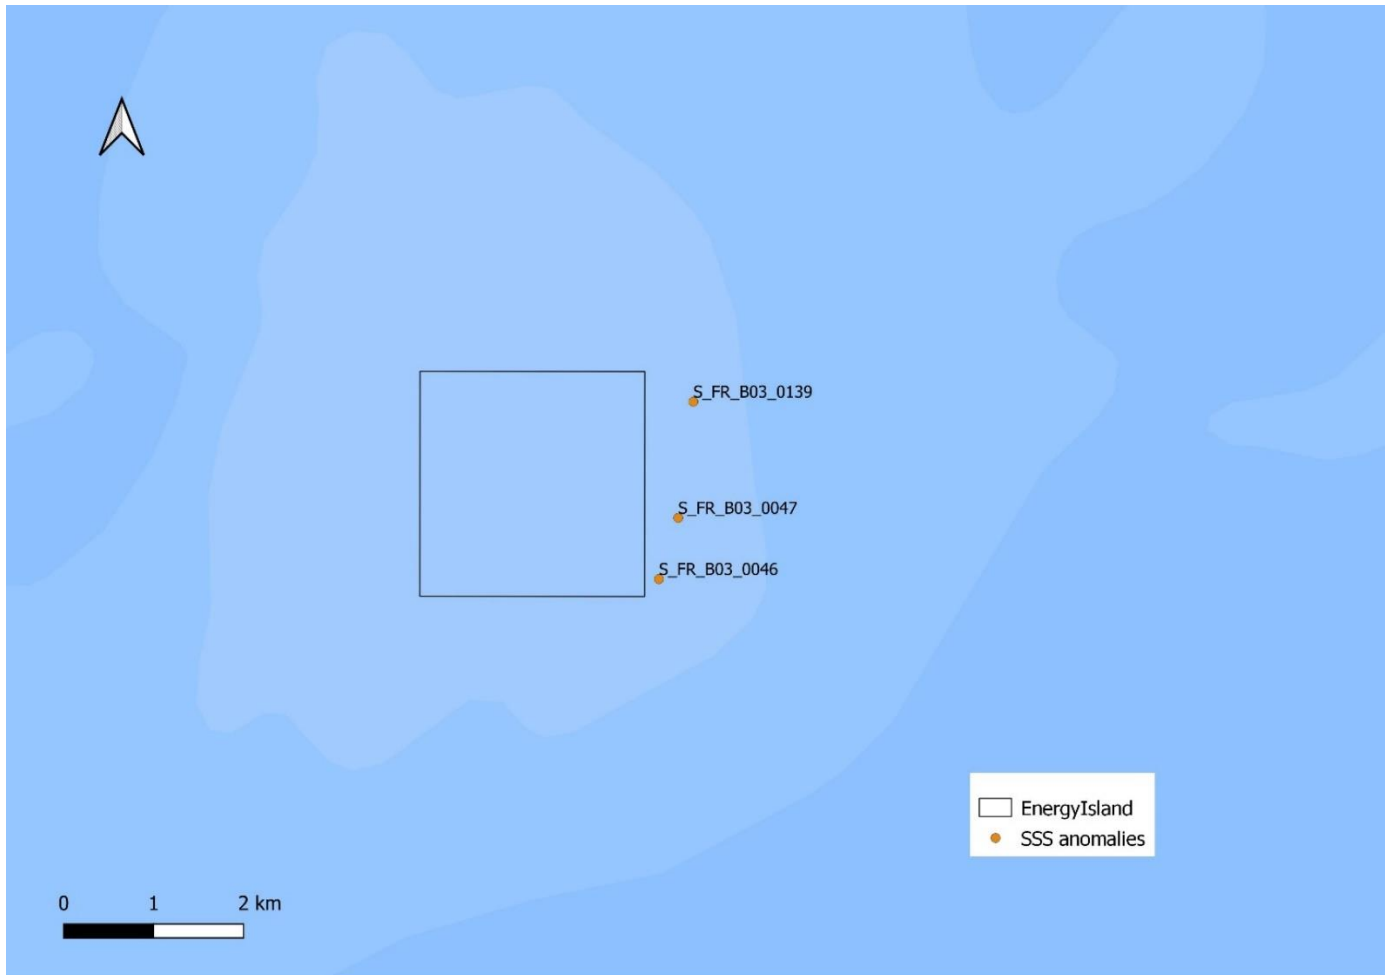 S_FR_B03_0139
S_FR_B03_0047
S_FR_B03_0046
EnergyIsland
SSS anomalies
0 1 2 km